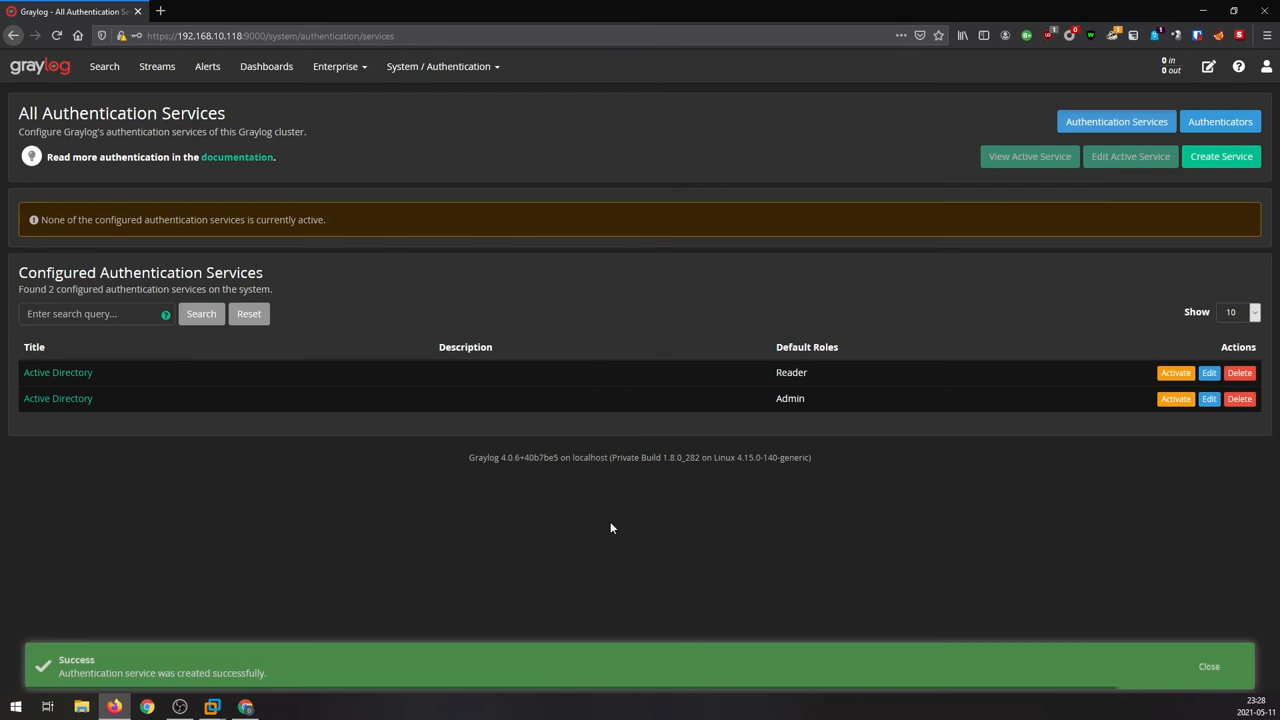 Graylog - All Authentication Se
https://192.168.10.118:9000/system/authentication/services
graylog Search Streams Alerts Dashboards Enterprise System / Authentication 0 in
0 out
All Authentication Services
Configure Graylog's authentication services of this Graylog cluster.
Authentication Services Authenticators
Read more authentication in the documentation.
View Active Service Edit Active Service Create Service
None of the configured authentication services is currently active.
Configured Authentication Services
Found 2 configured authentication services on the system.
Enter search query... Search Reset Show 10
Title Description Default Roles Actions
Active Directory Reader Activate Edit Delete
Active Directory Admin Activate Edit Delete
Graylog 4.0.6+40b7be5 on localhost (Private Build 1.8.0_282 on Linux 4.15.0-140-generic)
Success
Authentication service was created successfully.
Close
23:28
2021-05-11